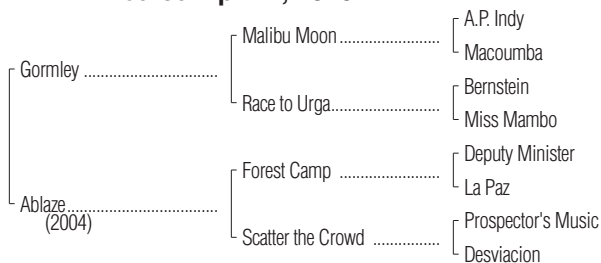 Gormley
Malibu Moon
A.P. Indy
Macoumba
Race to Urga
Bernstein
Miss Mambo
Ablaze
(2004)
Forest Camp
Deputy Minister
La Paz
Scatter the Crowd
Prospector's Music
Desviacion